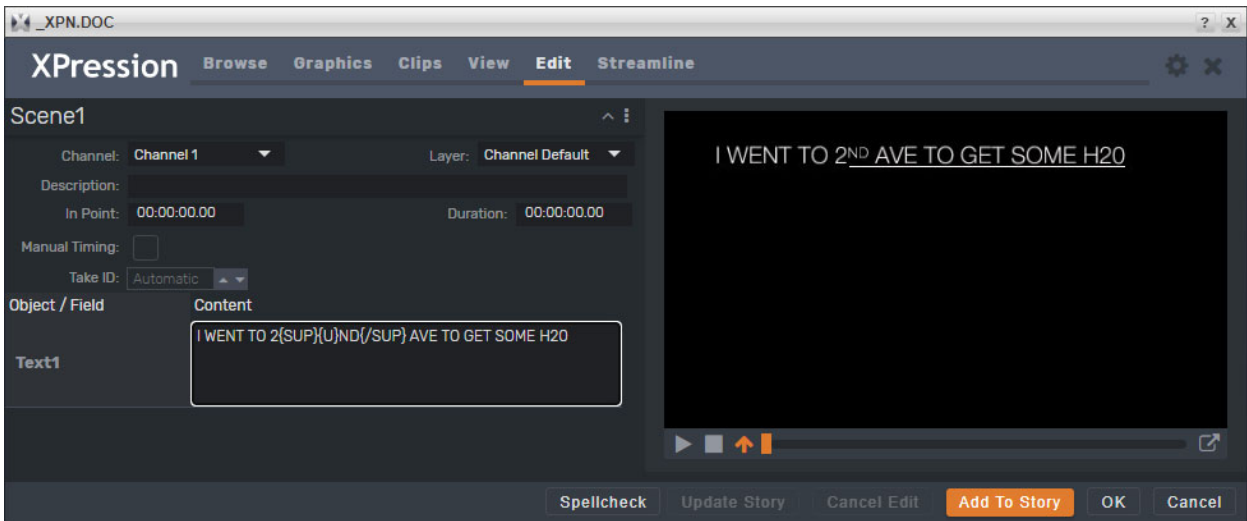 _XPN.DOC ? X
XPression Browse Graphics Clips View Edit Streamline
Scene1
Channel: Channel 1 Layer: Channel Default
Description:
In Point: 00:00:00.00 Duration: 00:00:00.00
Manual Timing:
Take ID: Automatic
Object / Field Content
Text1 I WENT TO 2{SUP}{U}ND{/SUP} AVE TO GET SOME H20
I WENT TO 2ND AVE TO GET SOME H20
Spellcheck Update Story Cancel Edit Add To Story OK Cancel